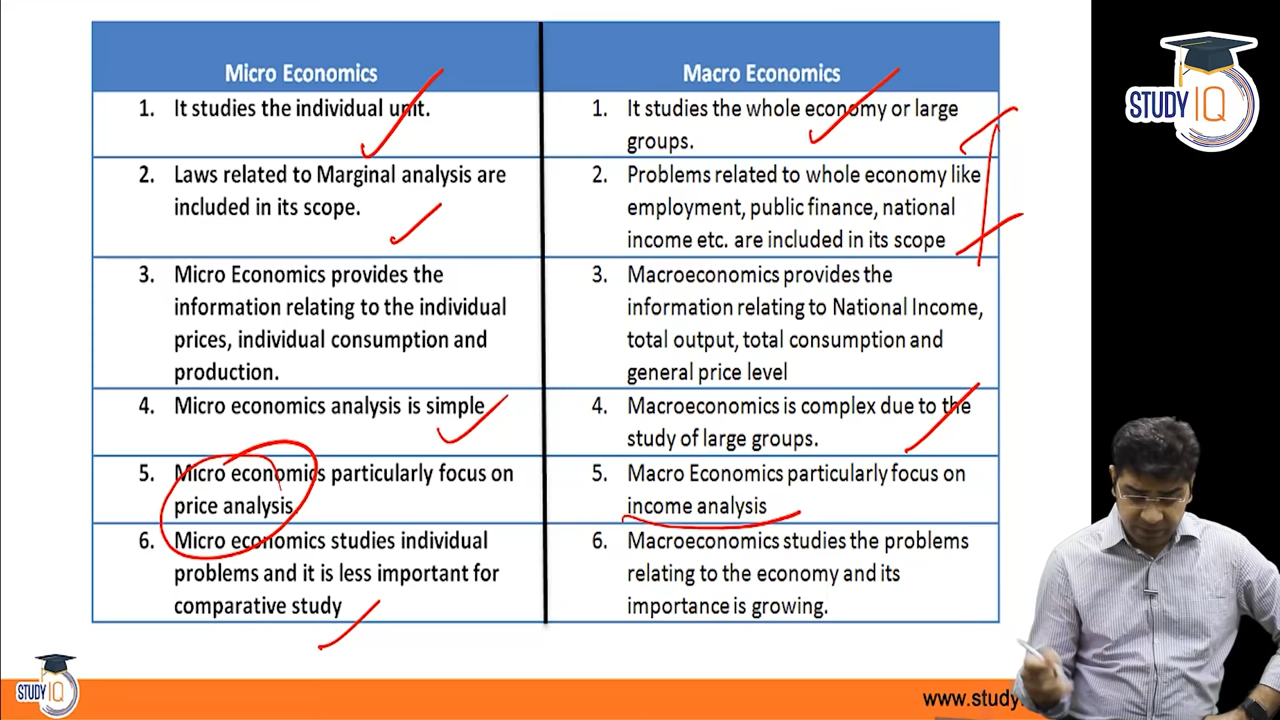 Micro Economics
Macro Economics
1. It studies the individual unit.
1. It studies the whole economy or large
groups.
2. Laws related to Marginal analysis are
included in its scope.
2. Problems related to whole economy like
employment, public finance, national
income etc. are included in its scope
3. Micro Economics provides the
information relating to the individual
prices, individual consumption and
production.
3. Macroeconomics provides the
information relating to National Income,
total output, total consumption and
general price level
4. Micro economics analysis is simple
4. Macroeconomics is complex due to the
study of large groups.
5. Micro economics particularly focus on
price analysis.
5. Macro Economics particularly focus on
income analysis
6. Micro economics studies individual
problems and it is less important for
comparative study
6. Macroeconomics studies the problems
relating to the economy and its
importance is growing.
STUDY IQ
STUDY IQ
www.study